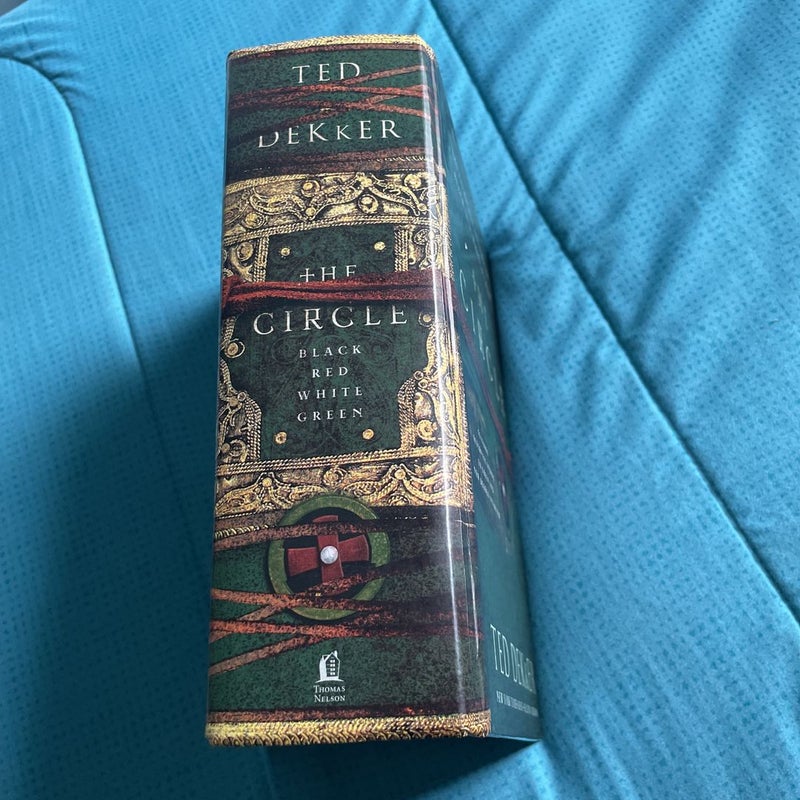 TED
DEKKER
THE
CIRCLE
BLACK
RED
WHITE
GREEN
THOMAS
NELSON
TED DEKKER